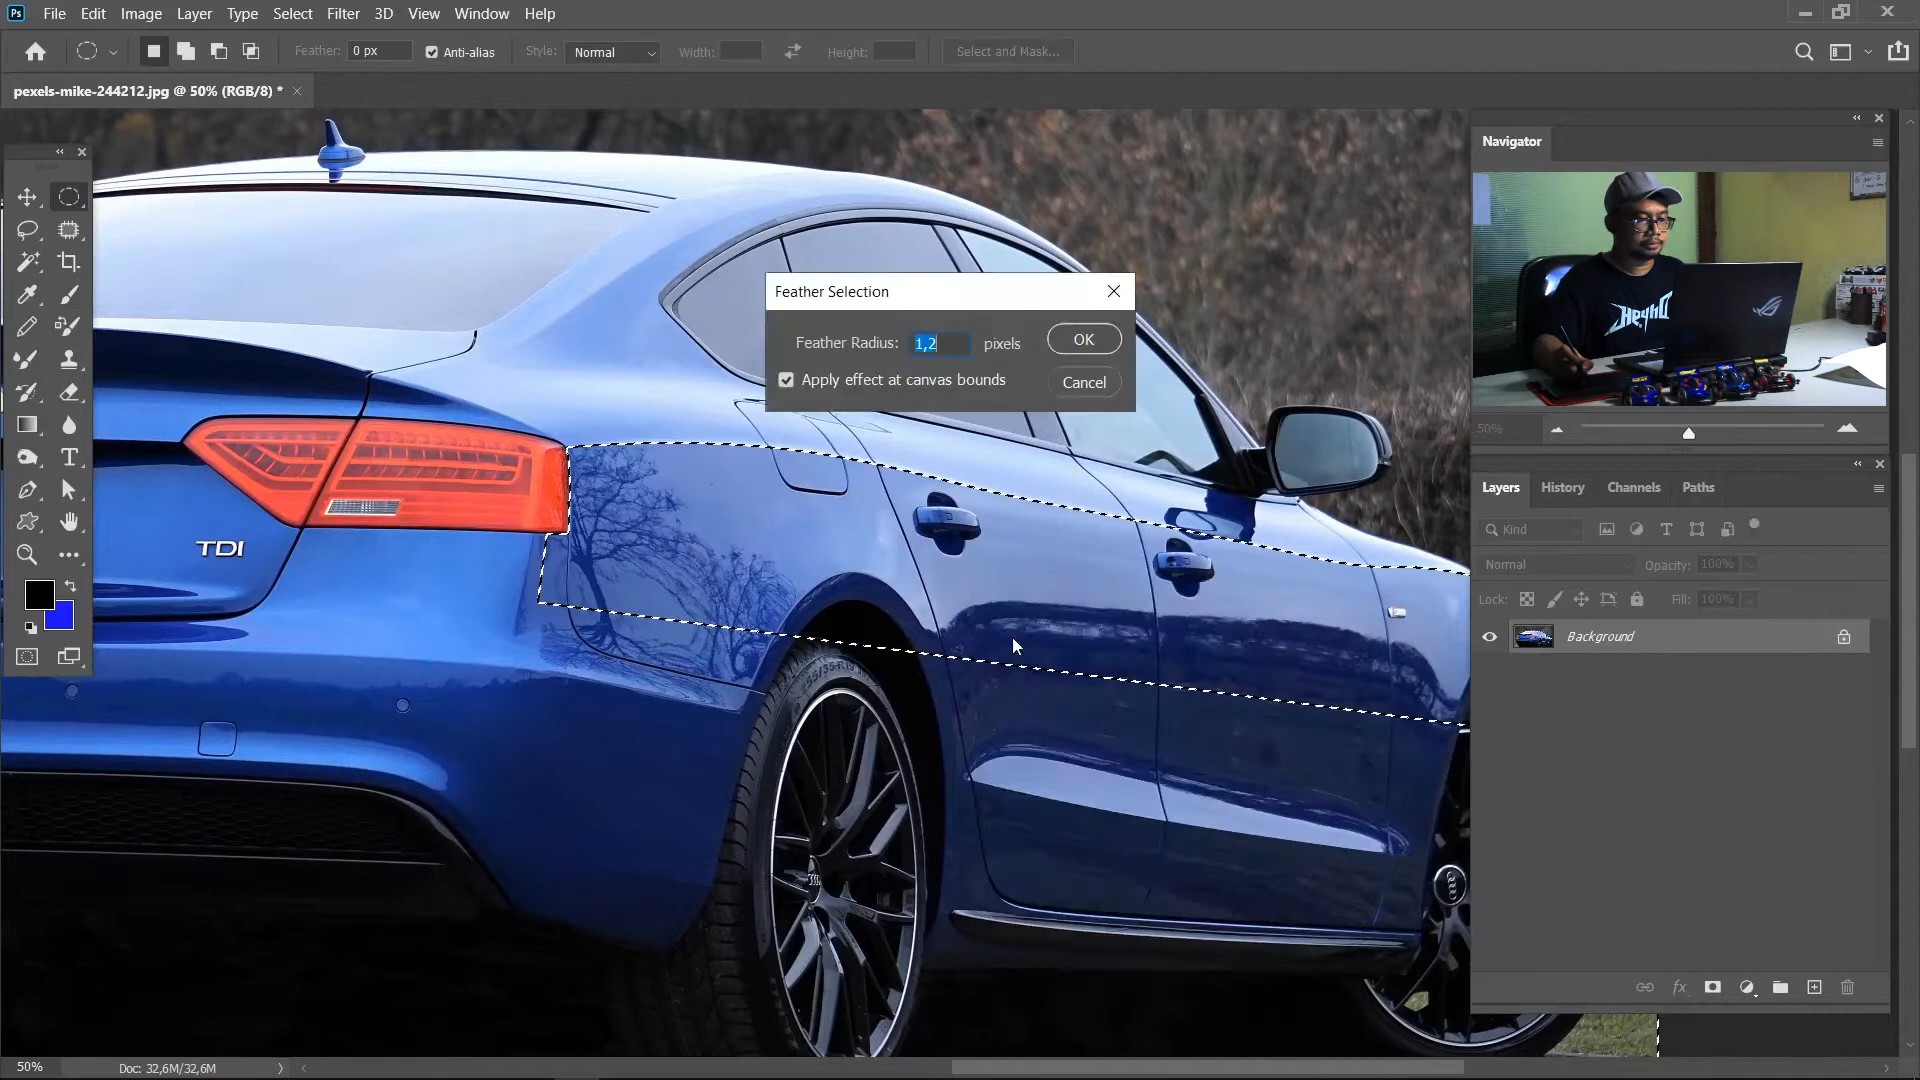 Ps File Edit Image Layer Type Select Filter 3D View Window Help
Feather: 0 px Anti-alias Style: Normal Width: Height: Select and Mask...
pexels-mike-244212.jpg @ 50% (RGB/8) *
Navigator
HEYHO
Feather Selection
Feather Radius: 1,2 pixels OK
Apply effect at canvas bounds Cancel
50%
Layers History Channels Paths
Kind
Normal Opacity: 100%
TDI
Lock: Fill: 100%
Background
fx
50% Doc: 32,6M/32,6M